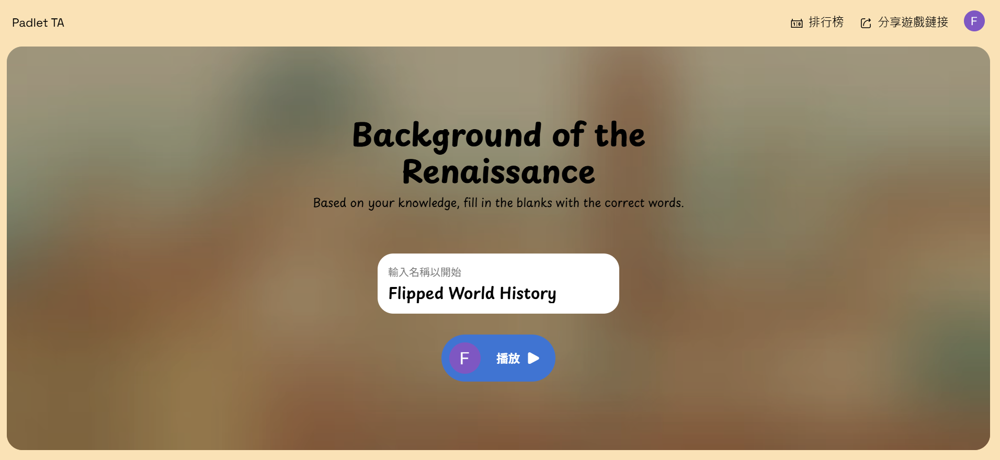 Padlet TA
排行榜
分享遊戲鏈接
F
Background of the
Renaissance
Based on your knowledge, fill in the blanks with the correct words.
輸入名稱以開始
Flipped World History
F
播放